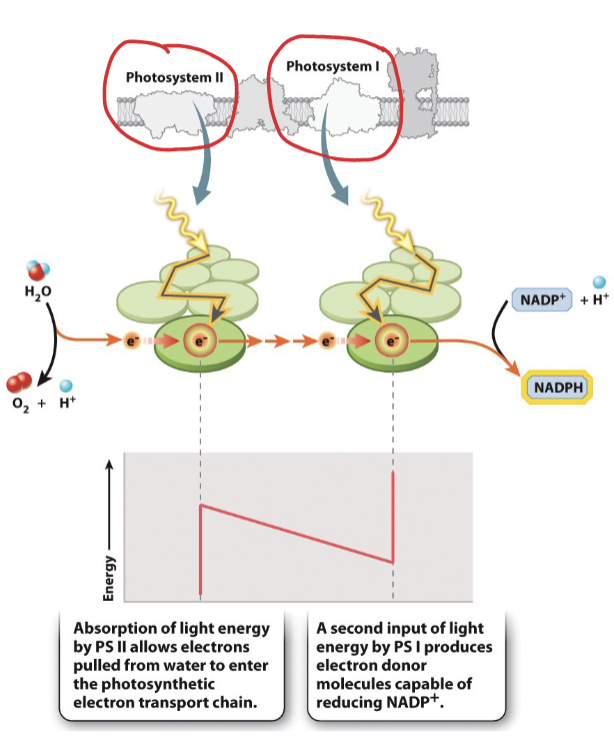 Photosystem II
Photosystem I
H₂O
O₂ + H⁺
e⁻
e⁻
e⁻
e⁻
NADP⁺ + H⁺
NADPH
Energy
Absorption of light energy
by PS II allows electrons
pulled from water to enter
the photosynthetic
electron transport chain.
A second input of light
energy by PS I produces
electron donor
molecules capable of
reducing NADP⁺.